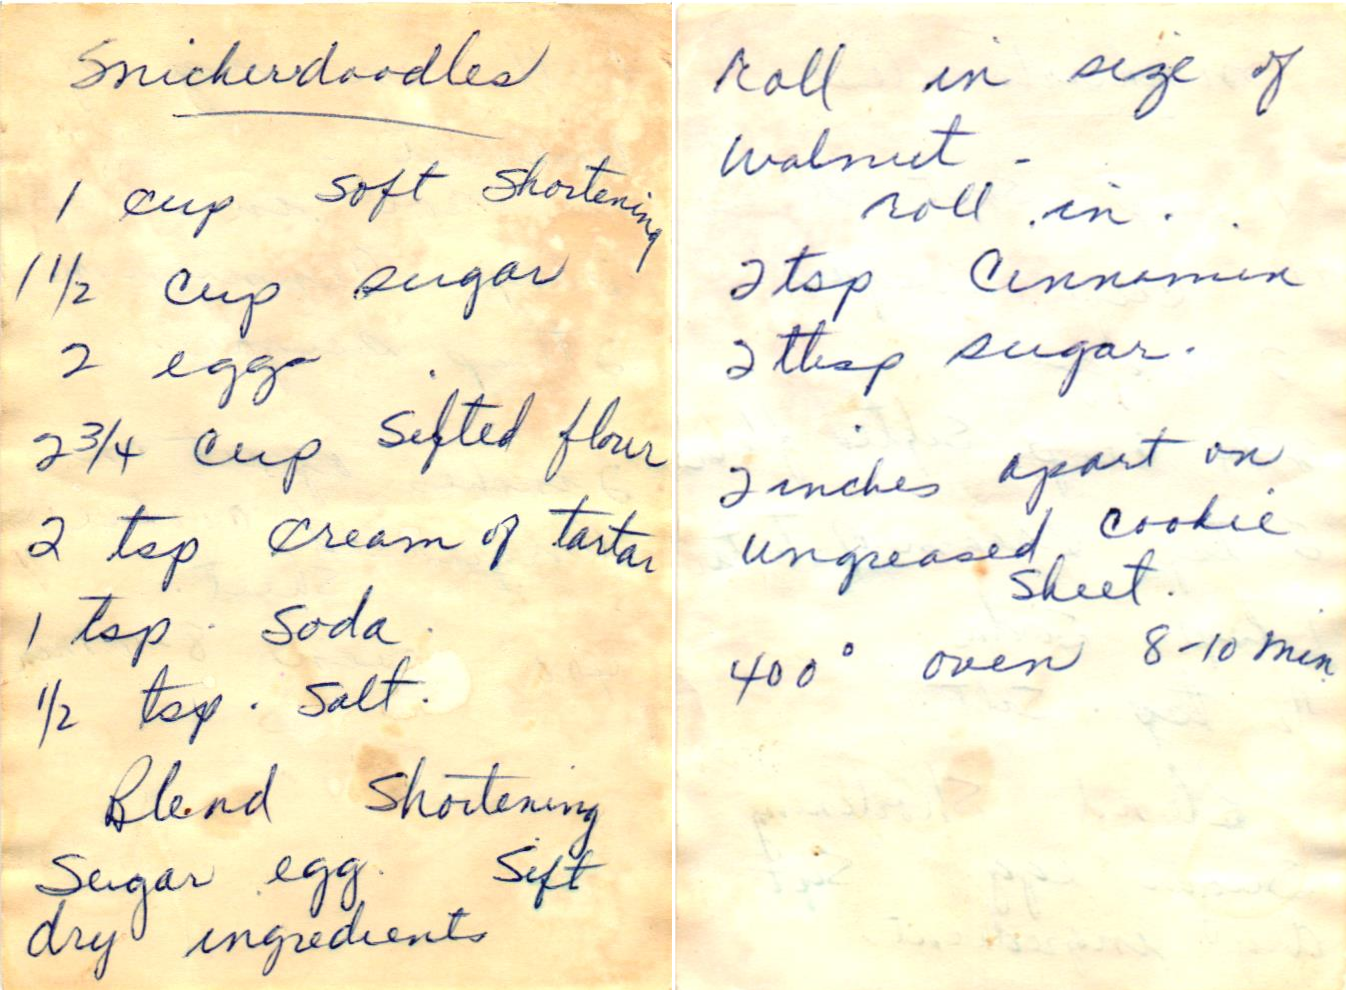 Snickerdoodles
1 cup soft shortening
1 1/2 cup sugar
2 eggs
2 3/4 cup sifted flour
2 tsp cream of tartar
1 tsp. soda.
1/2 tsp. salt.
Blend shortening
Sugar egg. Sift
dry ingredients
roll in size of
walnut -
roll in.
2 tsp Cinnamin
2 tbsp sugar.
2 inches apart on
ungreased cookie
sheet.
400° oven 8-10 min.